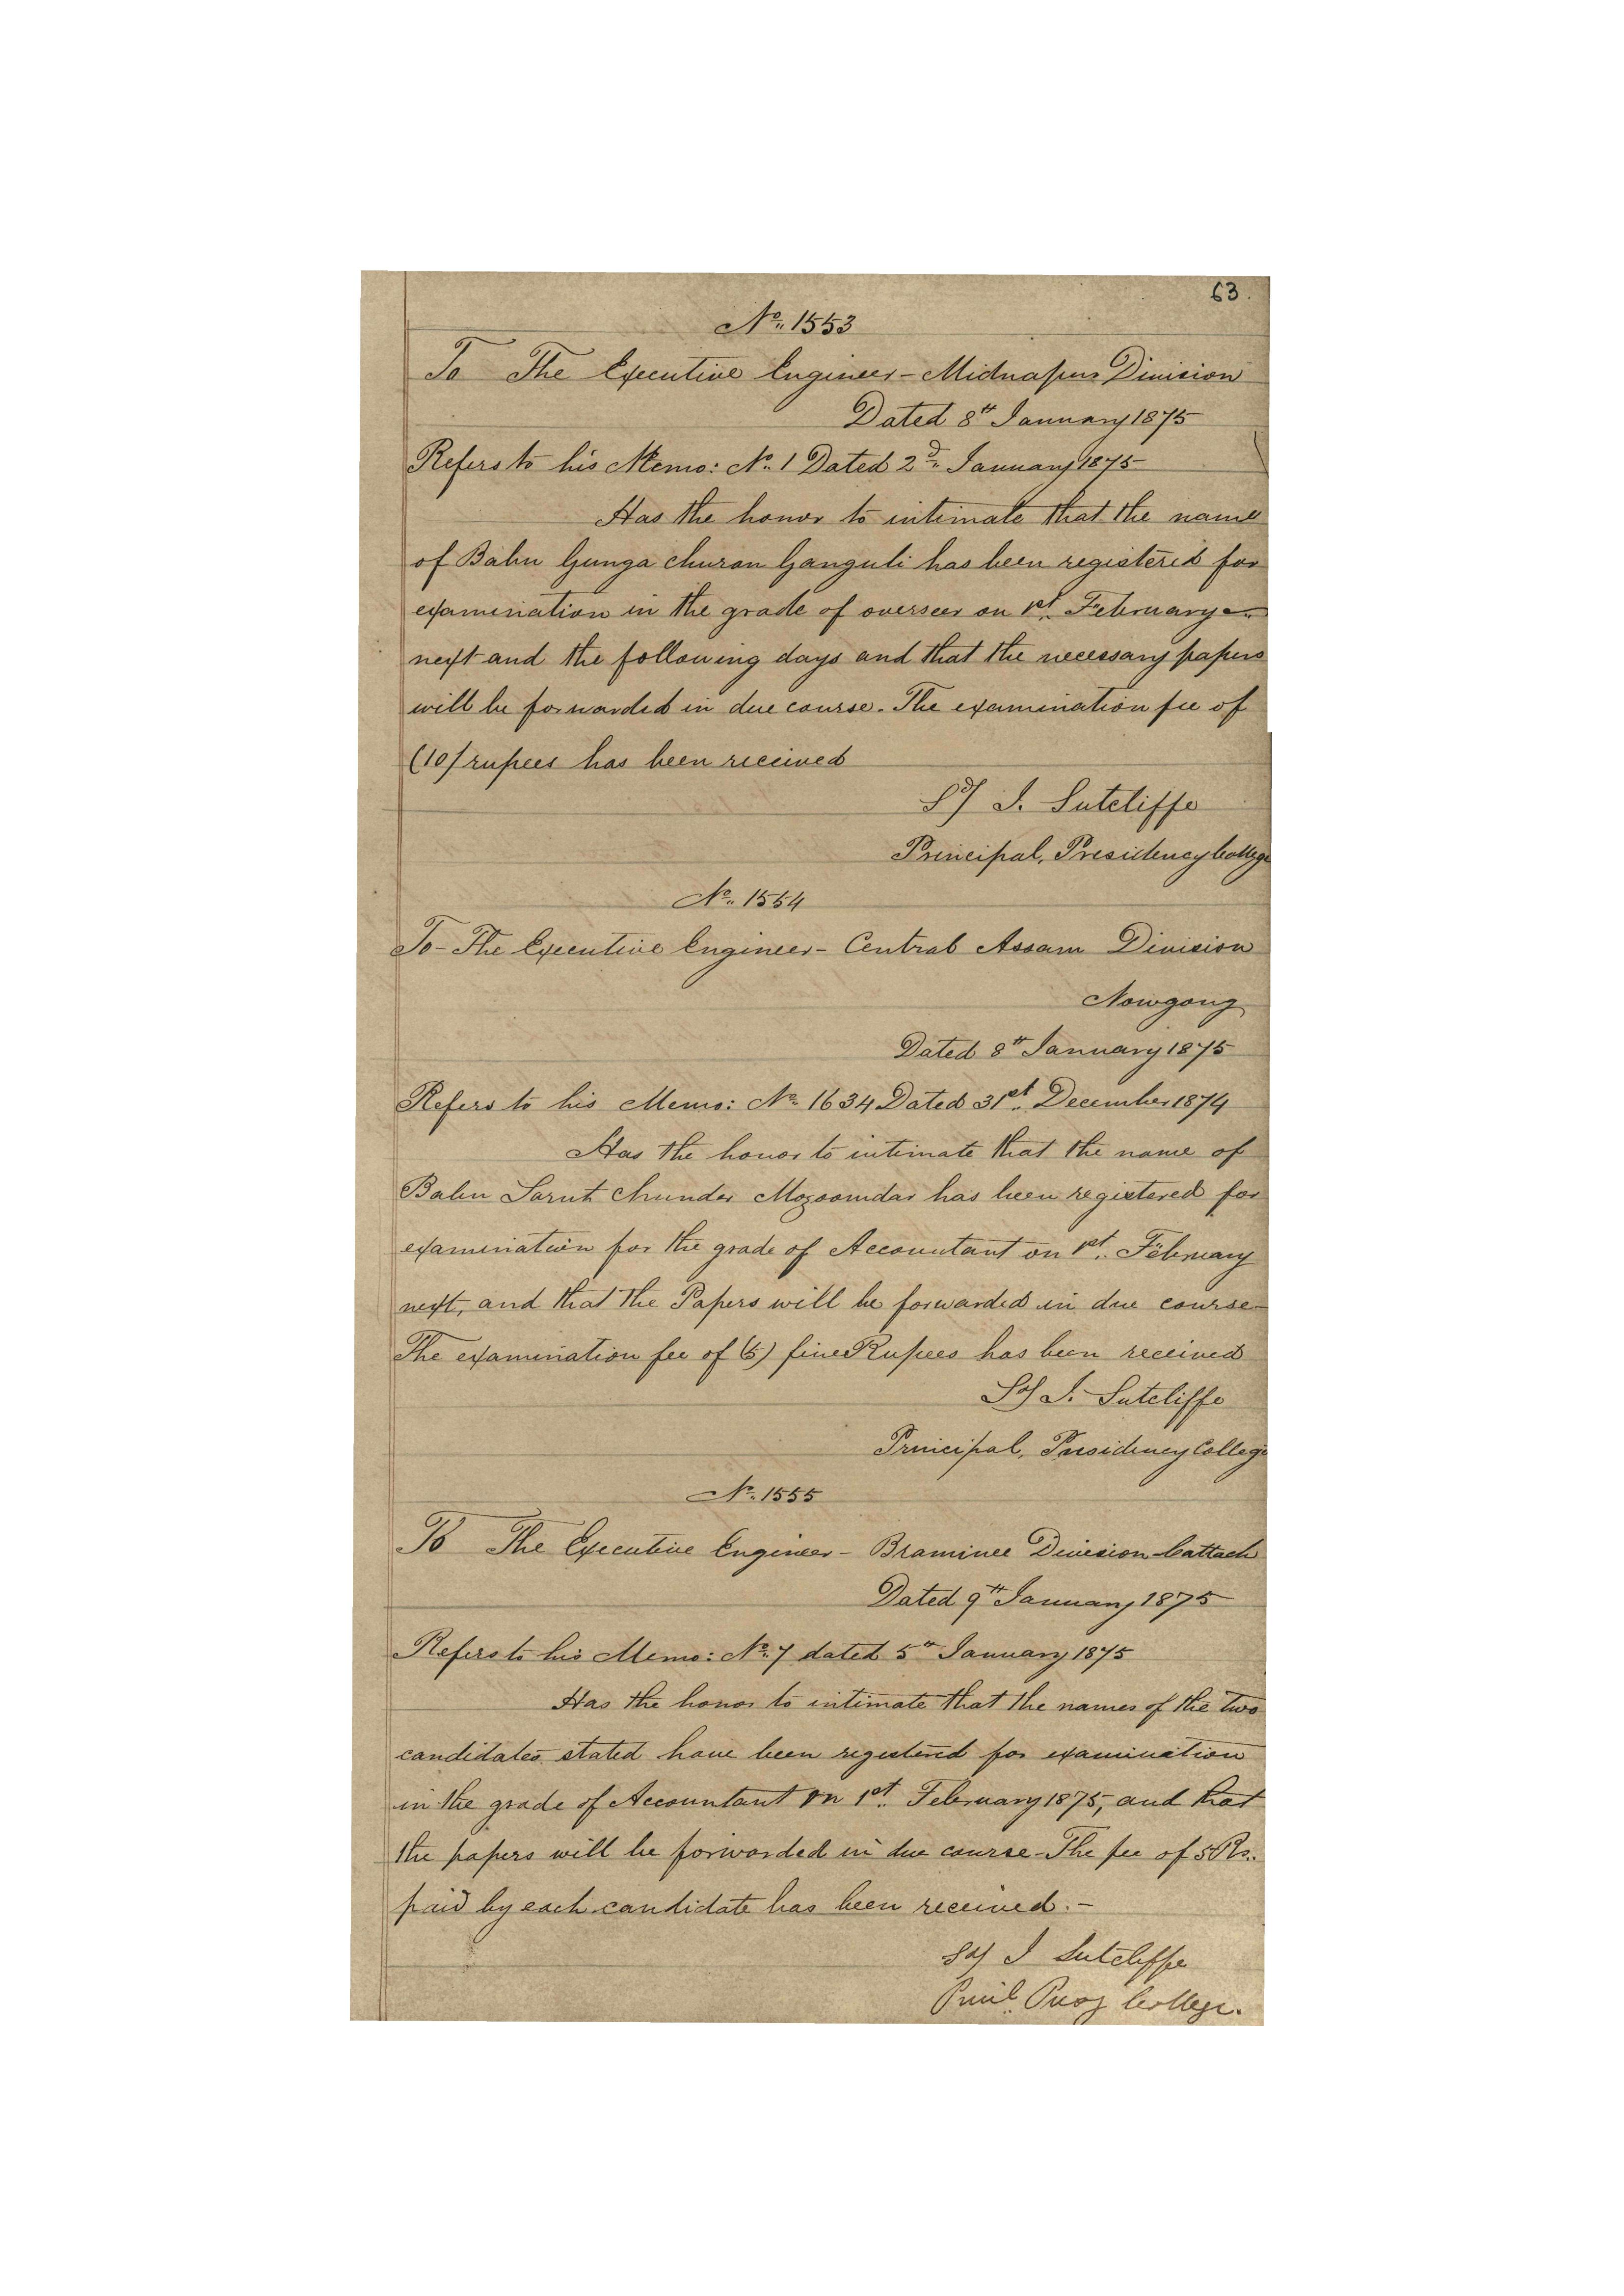 63.
No. 1553
To The Executive Engineer - Midnapur Division
Dated 8th January 1875
Refers to his Memo: No. 1 Dated 2d. January 1875
Has the honor to intimate that the name
of Babu Gunga Churan Ganguli has been registered for
examination in the grade of overseer on 1st. February
next and the following days and that the necessary papers
will be forwarded in due course. The examination fee of
(10) rupees has been received
Sd/ J. Sutcliffe
Principal, Presidency College
No. 1554
To - The Executive Engineer - Central Assam Division
Nowgong
Dated 8th January 1875
Refers to his Memo: No. 1634 Dated 31st. December 1874
Has the honor to intimate that the name of
Babu Sarut Chunder Mozoomdar has been registered for
examination for the grade of Accountant on 1st. February
next, and that the Papers will be forwarded in due course -
The examination fee of (5) five Rupees has been received
Sd/ J. Sutcliffe
Principal, Presidency College
No. 1555
To The Executive Engineer - Braminee Division - Cattack
Dated 9th January 1875
Refers to his Memo: No. 7 dated 5th January 1875
Has the honor to intimate that the names of the two
candidates stated have been registered for examination
in the grade of Accountant on 1st. February 1875, and that
the papers will be forwarded in due course - The fee of 5 Rs.
paid by each candidate has been received. -
Sd/ J Sutcliffe
Prinl. Presy College.